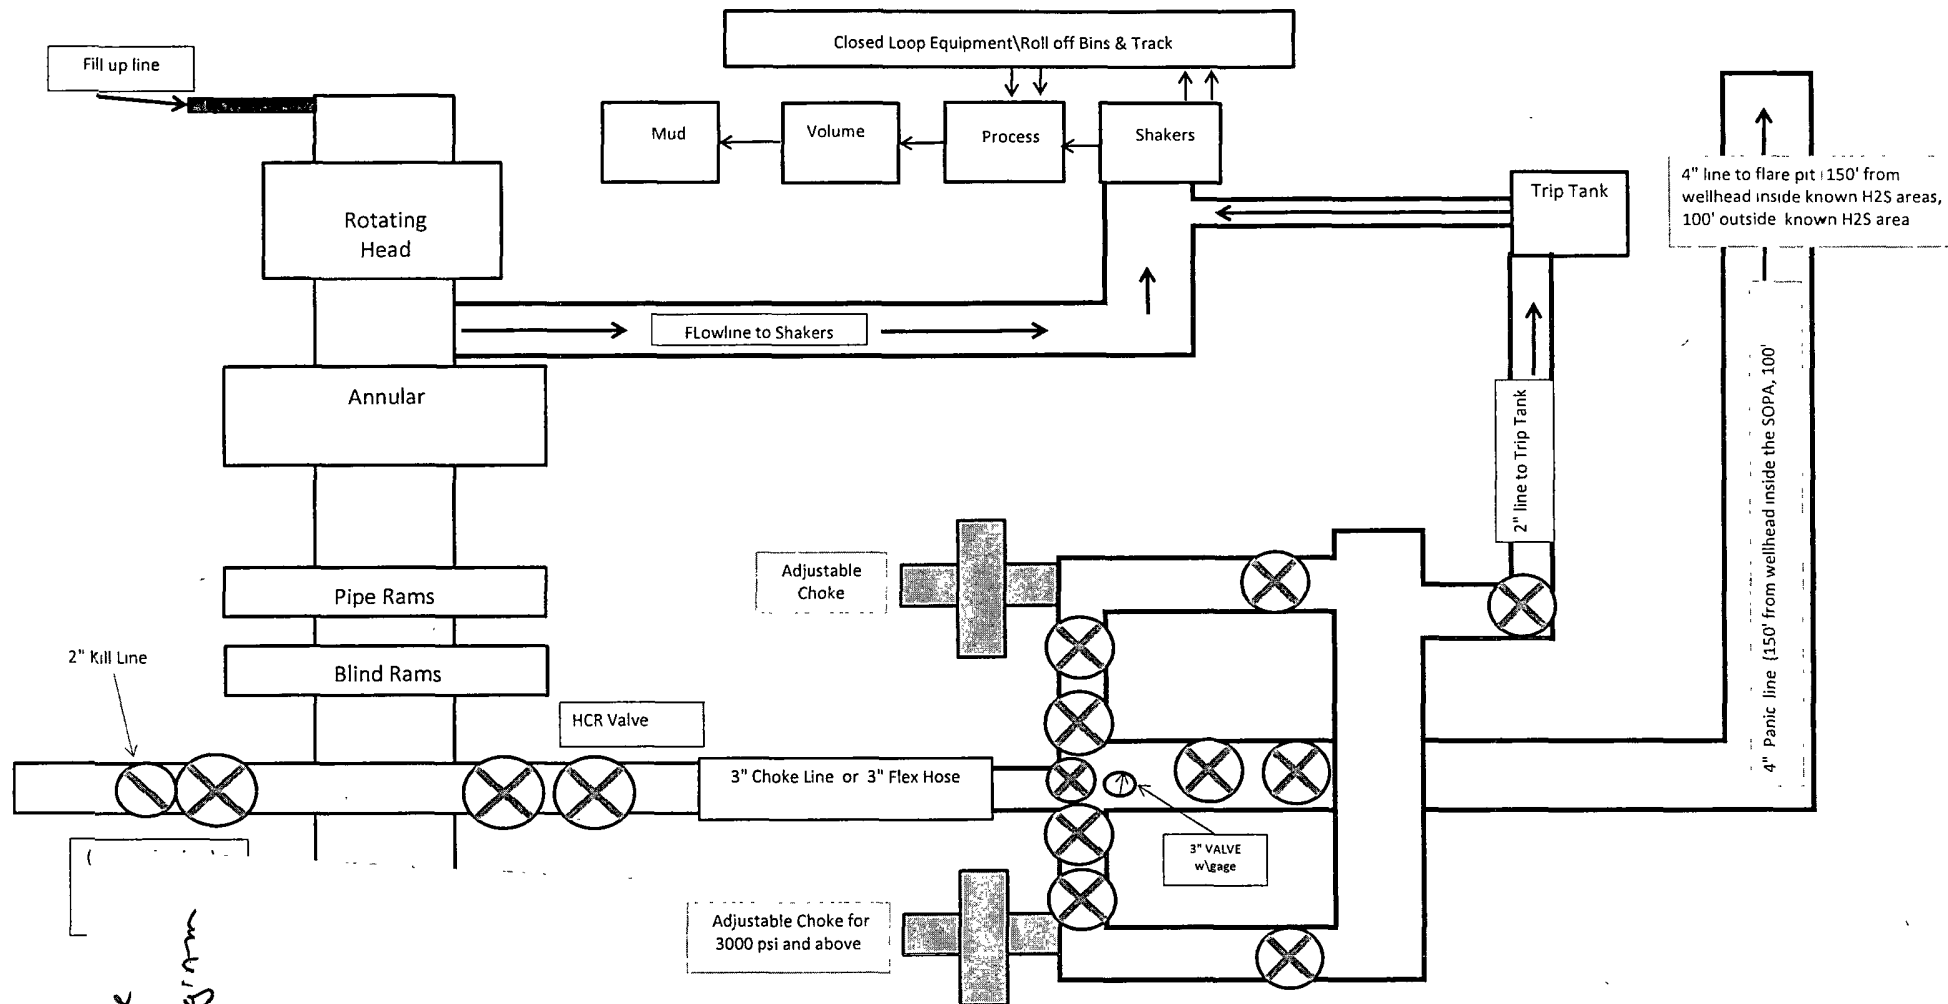 Closed Loop Equipment\Roll off Bins & Track
Fill up line
Mud
Volume
Process
Shakers
Trip Tank
4" line to flare pit 150' from
wellhead inside known H2S areas,
100' outside known H2S area
Rotating
Head
FLowline to Shakers
Annular
2" line to Trip Tank
4" Panic line (150' from wellhead inside the SOPA, 100'
Adjustable
Choke
Pipe Rams
2" Kill Line
Blind Rams
HCR Valve
3" Choke Line or 3" Flex Hose
3" VALVE
w\gage
Adjustable Choke for
3000 psi and above